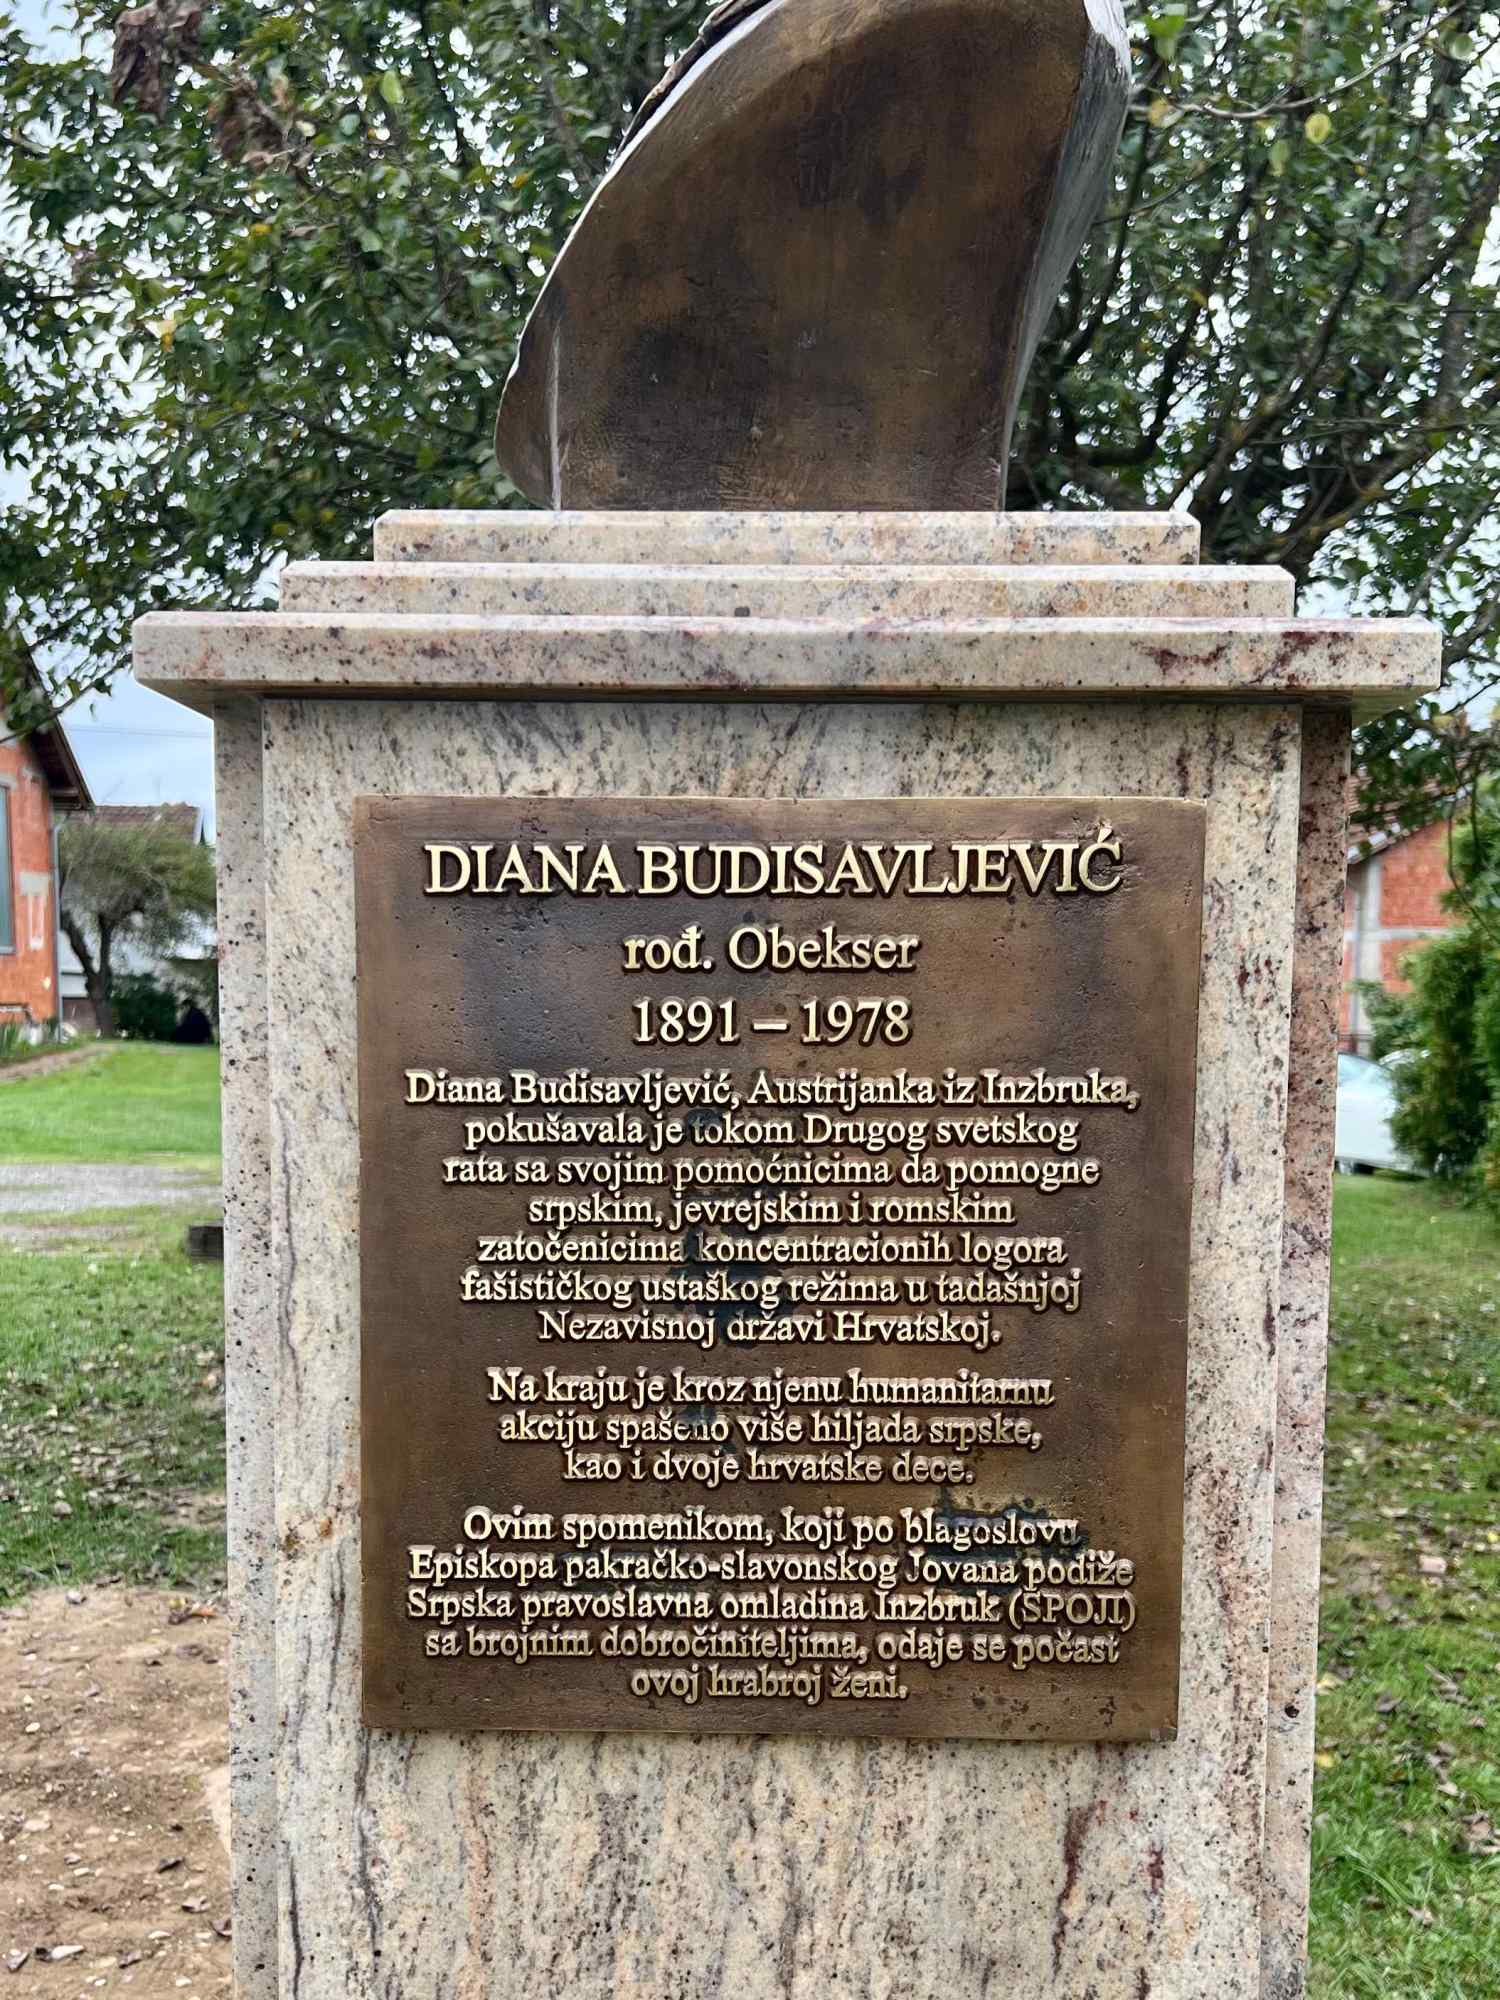 DIANA BUDISAVLJEVIĆ
rođ. Obekser
1891 – 1978
Diana Budisavljević, Austrijanka iz Inzbruka,
pokušavala je tokom Drugog svetskog
rata sa svojim pomoćnicima da pomogne
srpskim, jevrejskim i romskim
zatočenicima koncentracionih logora
fašističkog ustaškog režima u tadašnjoj
Nezavisnoj državi Hrvatskoj.
Na kraju je kroz njenu humanitarnu
akciju spašeno više hiljada srpske,
kao i dvoje hrvatske dece.
Ovim spomenikom, koji po blagoslovu
Episkopa pakračko-slavonskog Jovana podiže
Srpska pravoslavna omladina Inzbruk (SPOJI)
sa brojnim dobročiniteljima, odaje se počast
ovoj hrabroj ženi.